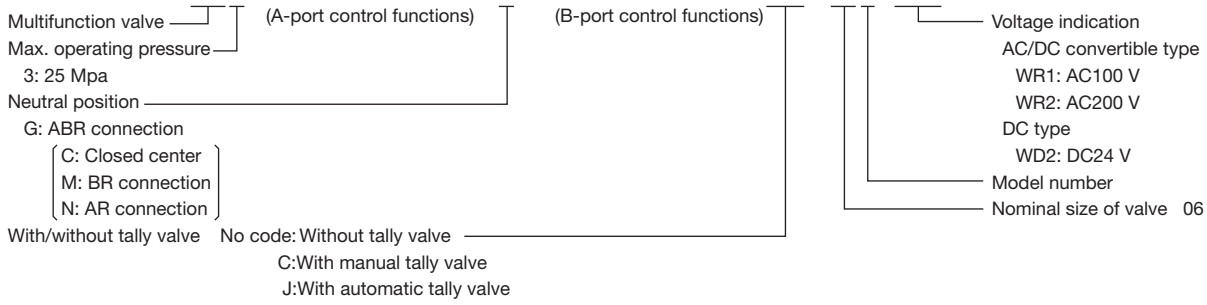 Multifunction valve
(A-port control functions)
(B-port control functions)
Voltage indication
Max. operating pressure
AC/DC convertible type
3: 25 Mpa
WR1: AC100 V
Neutral position
WR2: AC200 V
G: ABR connection
DC type
C: Closed center
WD2: DC24 V
M: BR connection
Model number
N: AR connection
Nominal size of valve 06
With/without tally valve No code: Without tally valve
C:With manual tally valve
J:With automatic tally valve